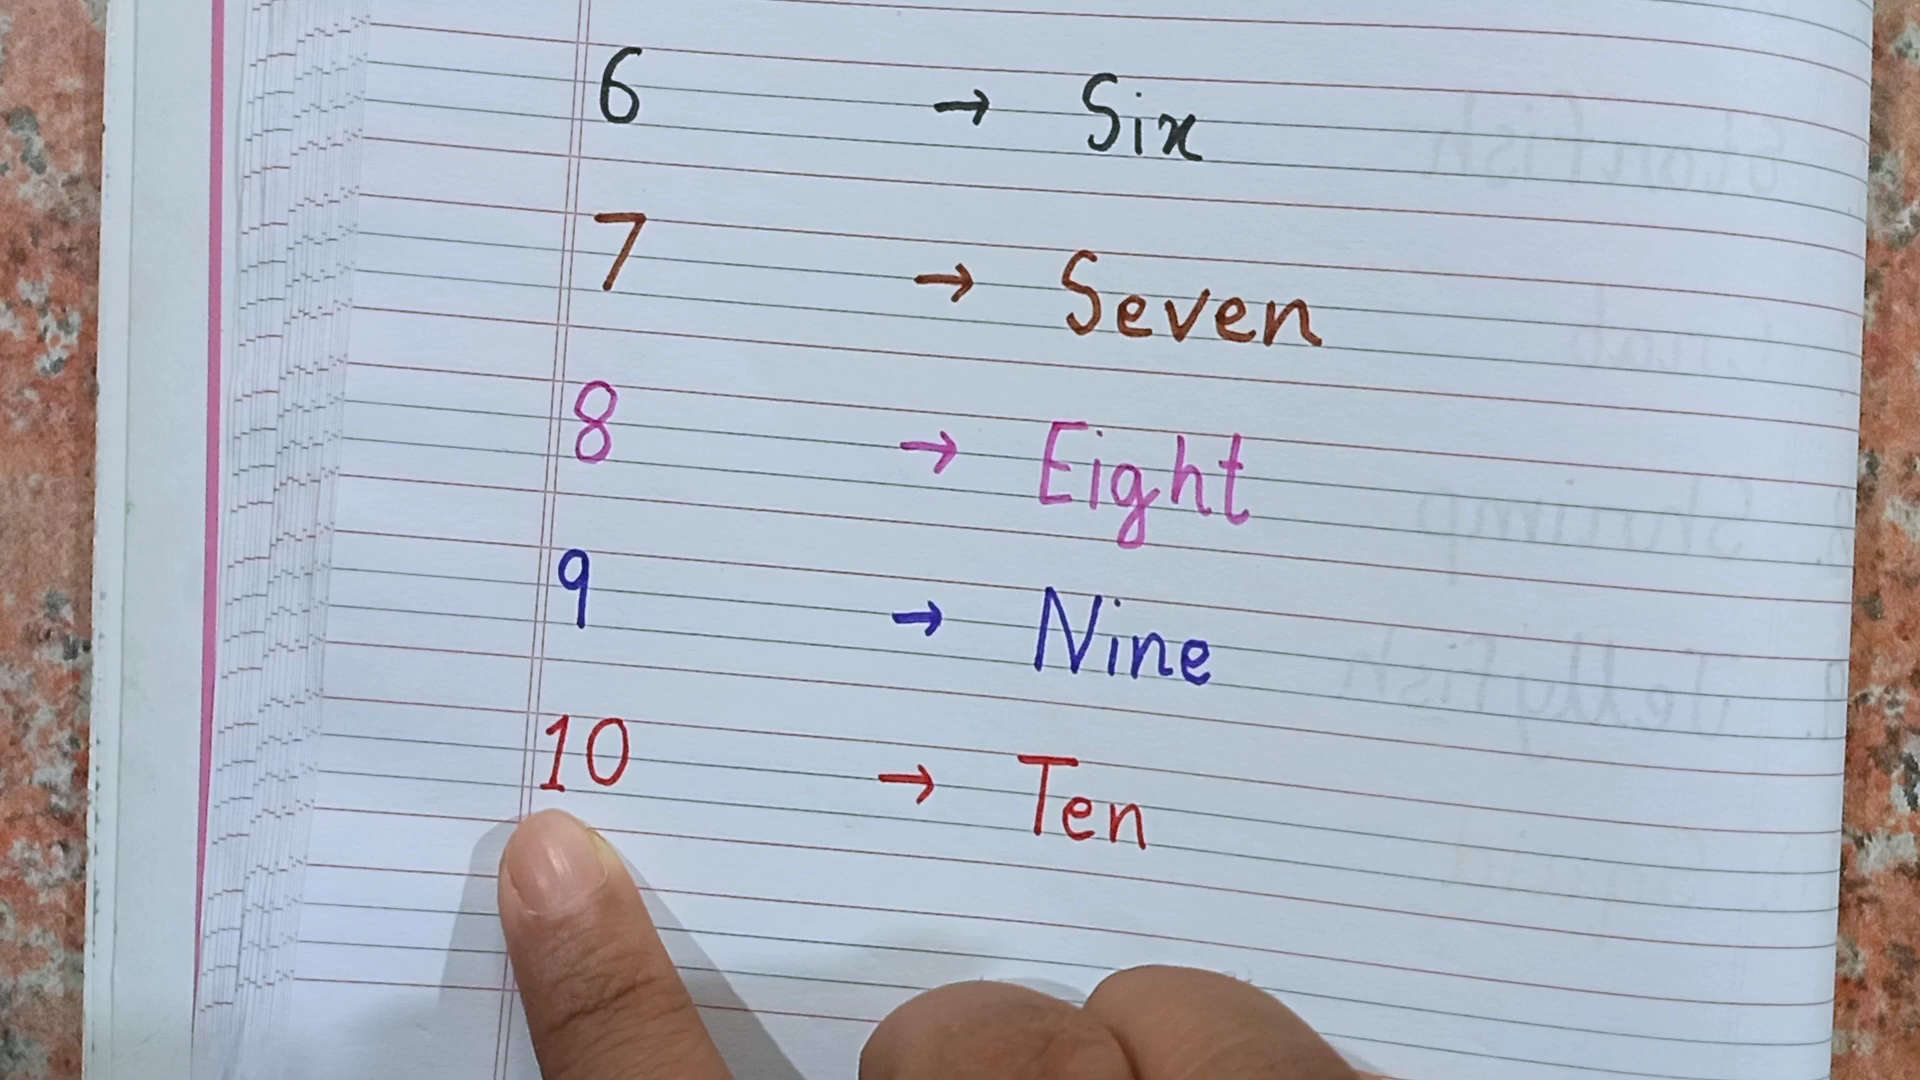 6 → Six
7 → Seven
8 → Eight
9 → Nine
10 → Ten